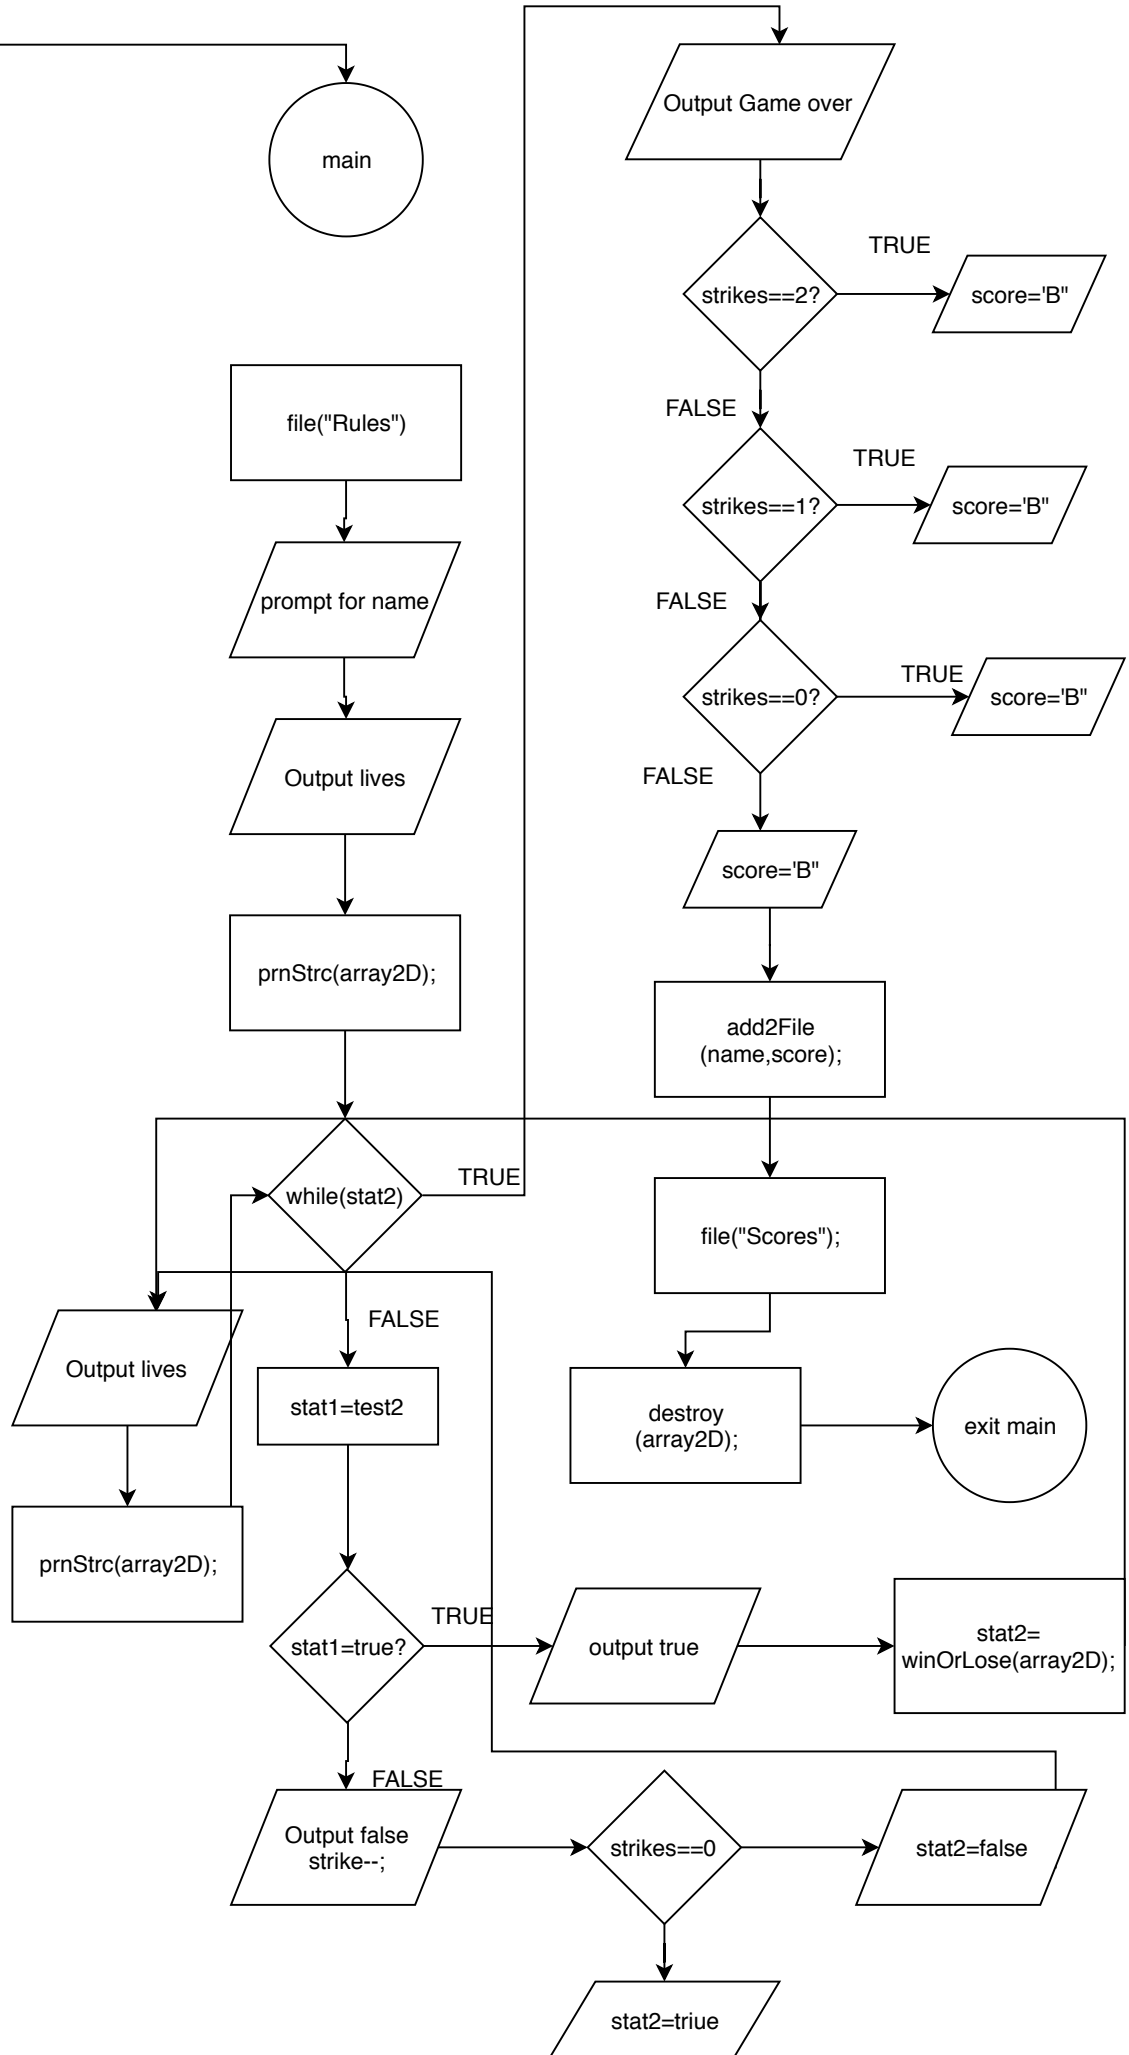 main
file("Rules")
prompt for name
Output lives
prnStrc(array2D);
while(stat2)
TRUE
FALSE
Output lives
prnStrc(array2D);
stat1=test2
stat1=true?
TRUE
output true
stat2=
winOrLose(array2D);
FALSE
Output false
strike--;
strikes==0
stat2=false
stat2=triue
Output Game over
strikes==2?
TRUE
score='B"
FALSE
strikes==1?
TRUE
score='B"
FALSE
strikes==0?
TRUE
score='B"
FALSE
score='B"
add2File
(name,score);
file("Scores");
destroy
(array2D);
exit main